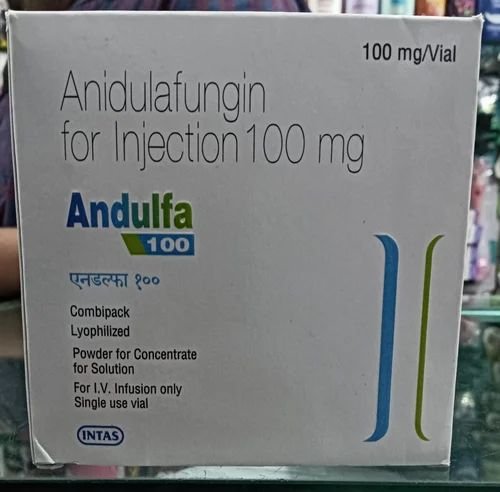 100 mg/Vial
Anidulafungin
for Injection 100 mg
Andulfa
100
एनडल्फा १००
Combipack
Lyophilized
Powder for Concentrate
for Solution
For I.V. Infusion only
Single use vial
INTAS